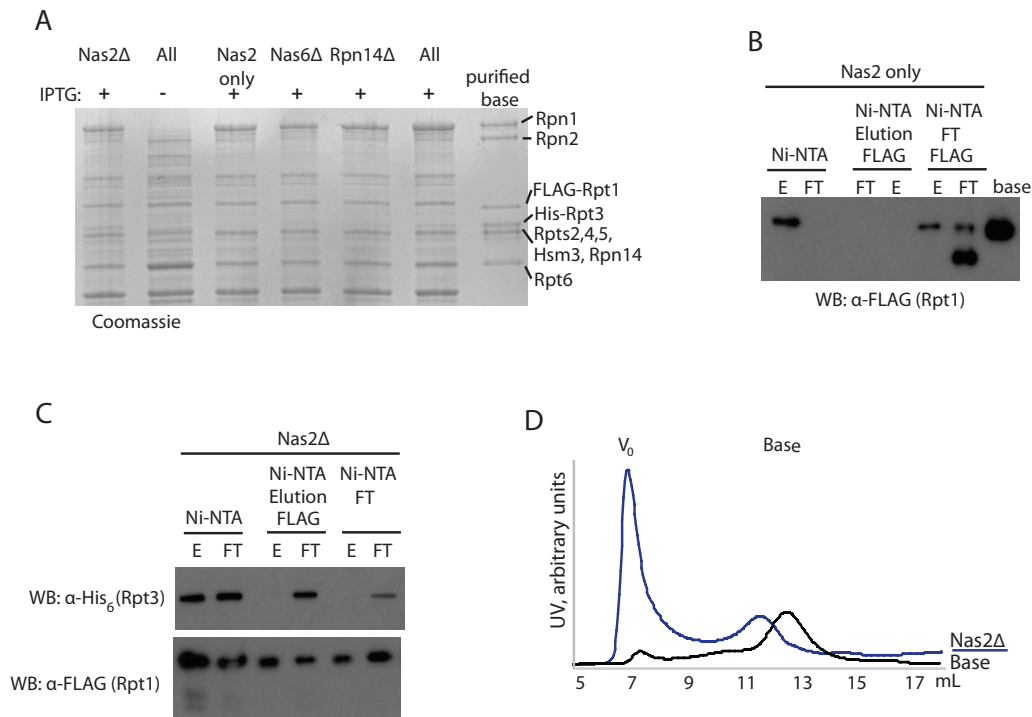 A
Nas2Δ All Nas2 only Nas6Δ Rpn14Δ All purified base
IPTG: + - + + + +
Rpn1
Rpn2
FLAG-Rpt1
His-Rpt3
Rpts2,4,5,
Hsm3, Rpn14
Rpt6
Coomassie
B
Nas2 only
Ni-NTA
Ni-NTA
Elution
FLAG
Ni-NTA
FT
FLAG
E FT FT E E FT base
WB: α-FLAG (Rpt1)
C
Nas2Δ
Ni-NTA
Ni-NTA
Elution
FLAG
Ni-NTA
FT
E FT E FT E FT
WB: α-His6(Rpt3)
WB: α-FLAG (Rpt1)
D
V0 Base
UV, arbitrary units
Nas2Δ
Base
5 7 9 11 13 15 17 mL